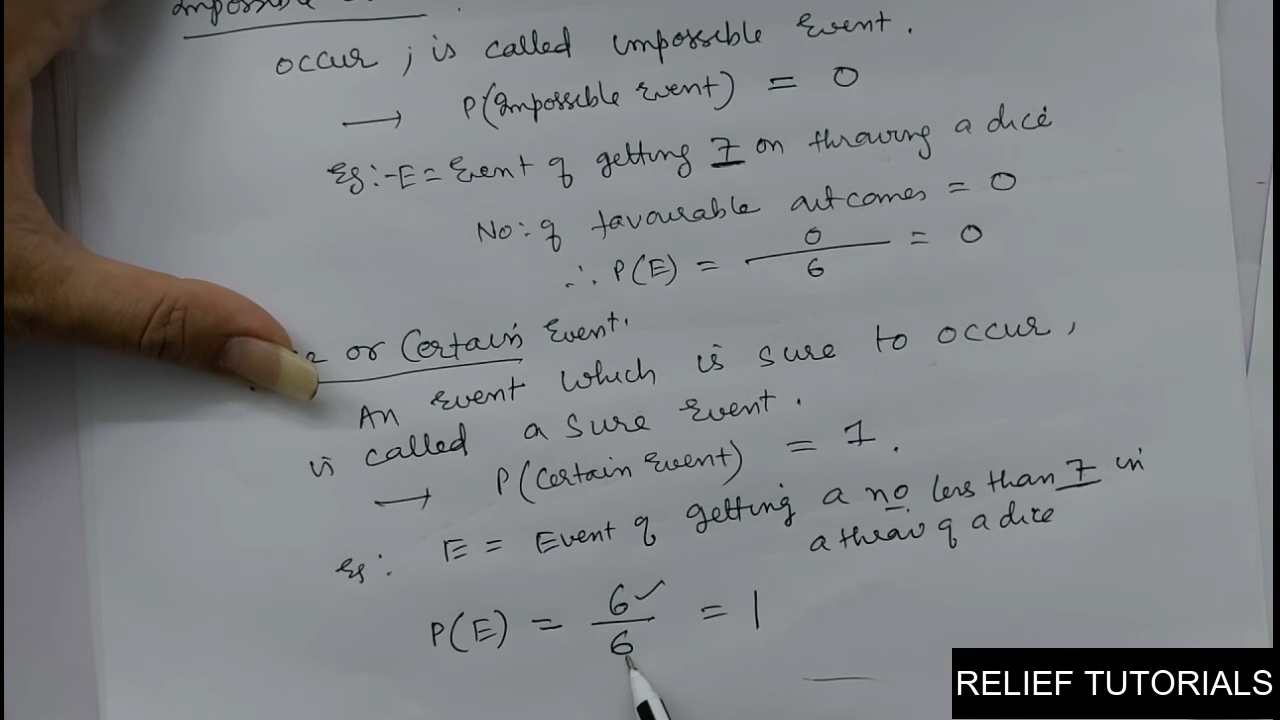 Impossible
occur, is called impossible Event.
→ P(Impossible Event) = 0
Eg:- E = Event of getting 7 on throwing a dice
No: of favourable outcomes = 0
∴ P(E) = 0/6 = 0
or Certain Event.
An event which is sure to occur,
is called a sure event.
→ P(Certain Event) = 1.
Eg: E = Event of getting a no less than 7 in
a throw of a dice
P(E) = 6/6 = 1
RELIEF TUTORIALS